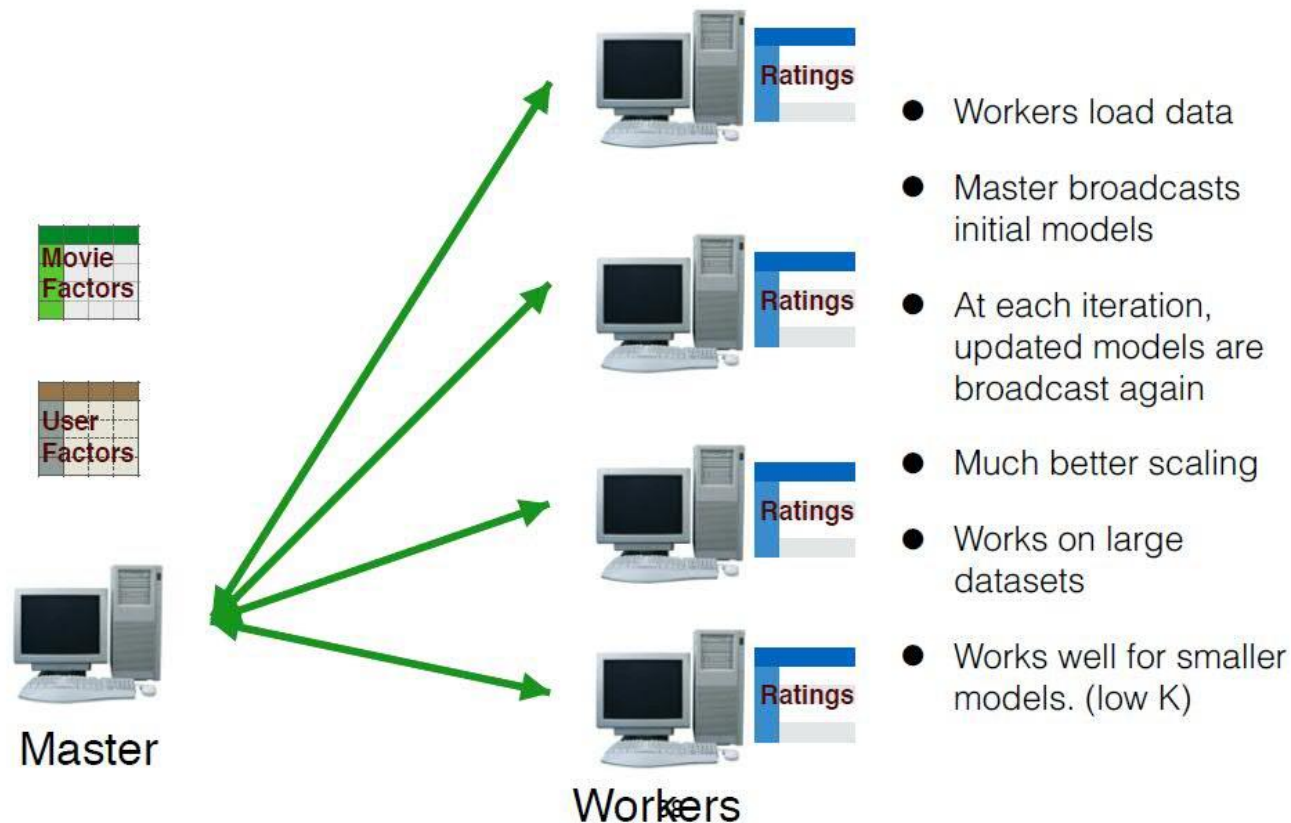 Movie
Factors
User
Factors
Master
Ratings
Ratings
Ratings
Ratings
Workers
● Workers load data
● Master broadcasts
initial models
● At each iteration,
updated models are
broadcast again
● Much better scaling
● Works on large
datasets
● Works well for smaller
models. (low K)